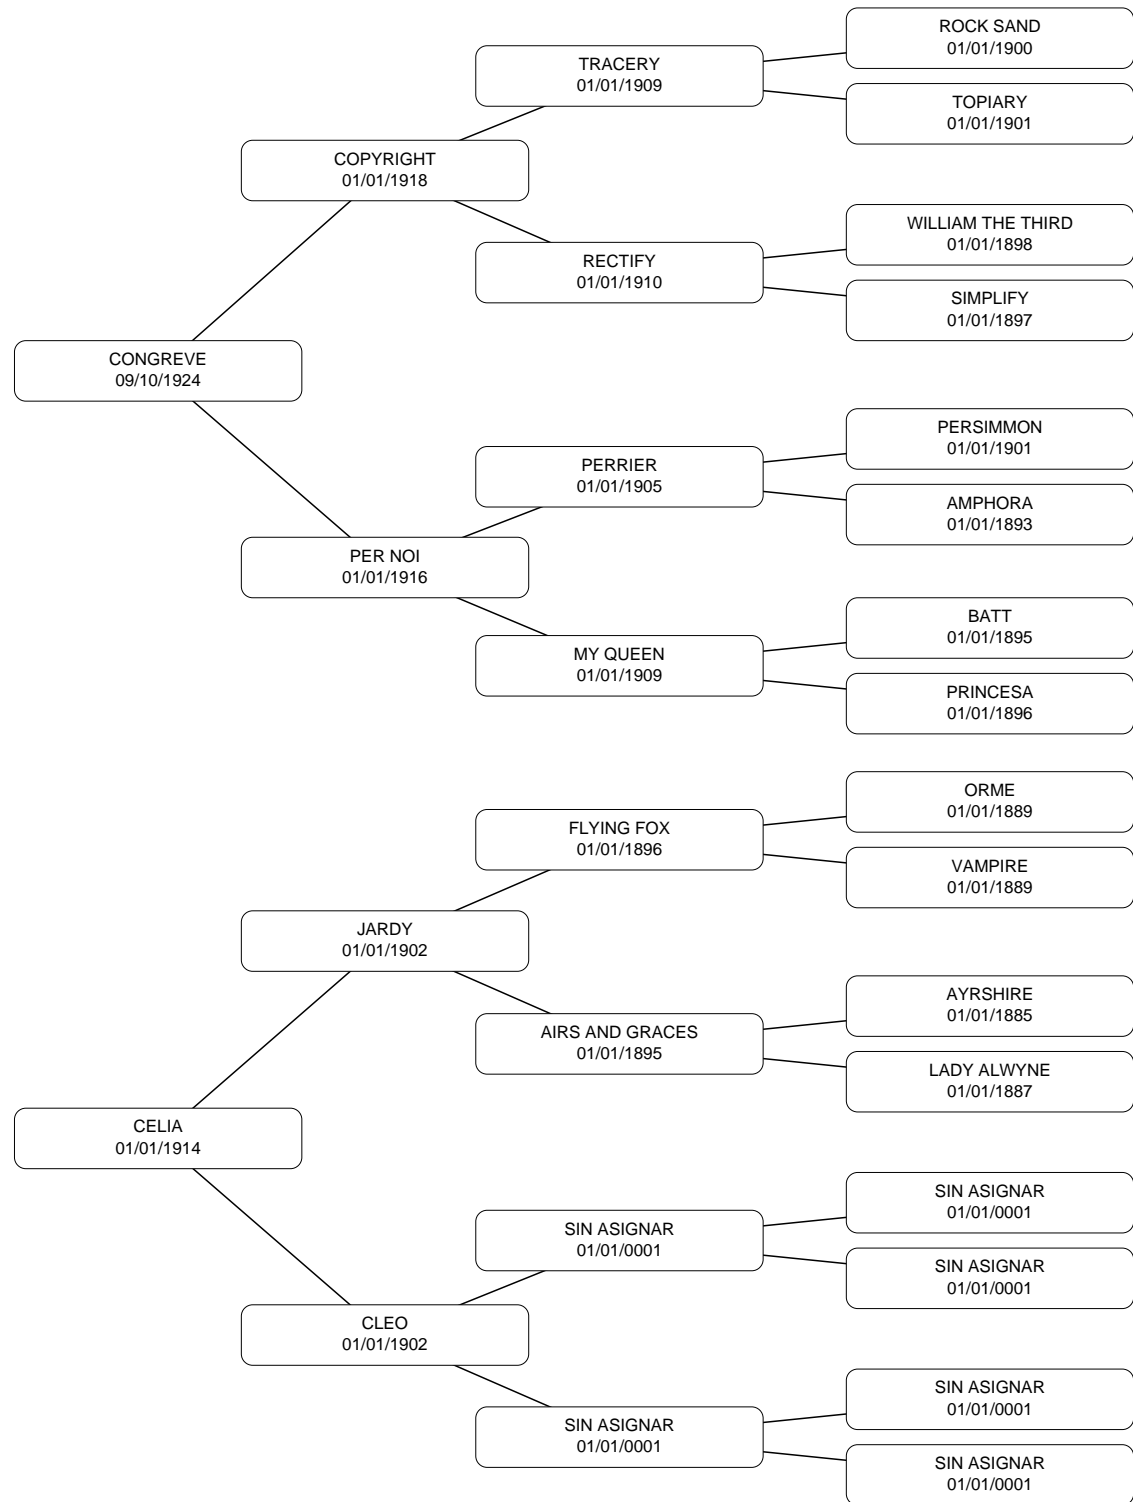 ROCK SAND
01/01/1900
TRACERY
01/01/1909
TOPIARY
01/01/1901
COPYRIGHT
01/01/1918
WILLIAM THE THIRD
01/01/1898
RECTIFY
01/01/1910
SIMPLIFY
01/01/1897
CONGREVE
09/10/1924
PERSIMMON
01/01/1901
PERRIER
01/01/1905
AMPHORA
01/01/1893
PER NOI
01/01/1916
BATT
01/01/1895
MY QUEEN
01/01/1909
PRINCESA
01/01/1896
ORME
01/01/1889
FLYING FOX
01/01/1896
VAMPIRE
01/01/1889
JARDY
01/01/1902
AYRSHIRE
01/01/1885
AIRS AND GRACES
01/01/1895
LADY ALWYNE
01/01/1887
CELIA
01/01/1914
SIN ASIGNAR
01/01/0001
SIN ASIGNAR
01/01/0001
SIN ASIGNAR
01/01/0001
CLEO
01/01/1902
SIN ASIGNAR
01/01/0001
SIN ASIGNAR
01/01/0001
SIN ASIGNAR
01/01/0001